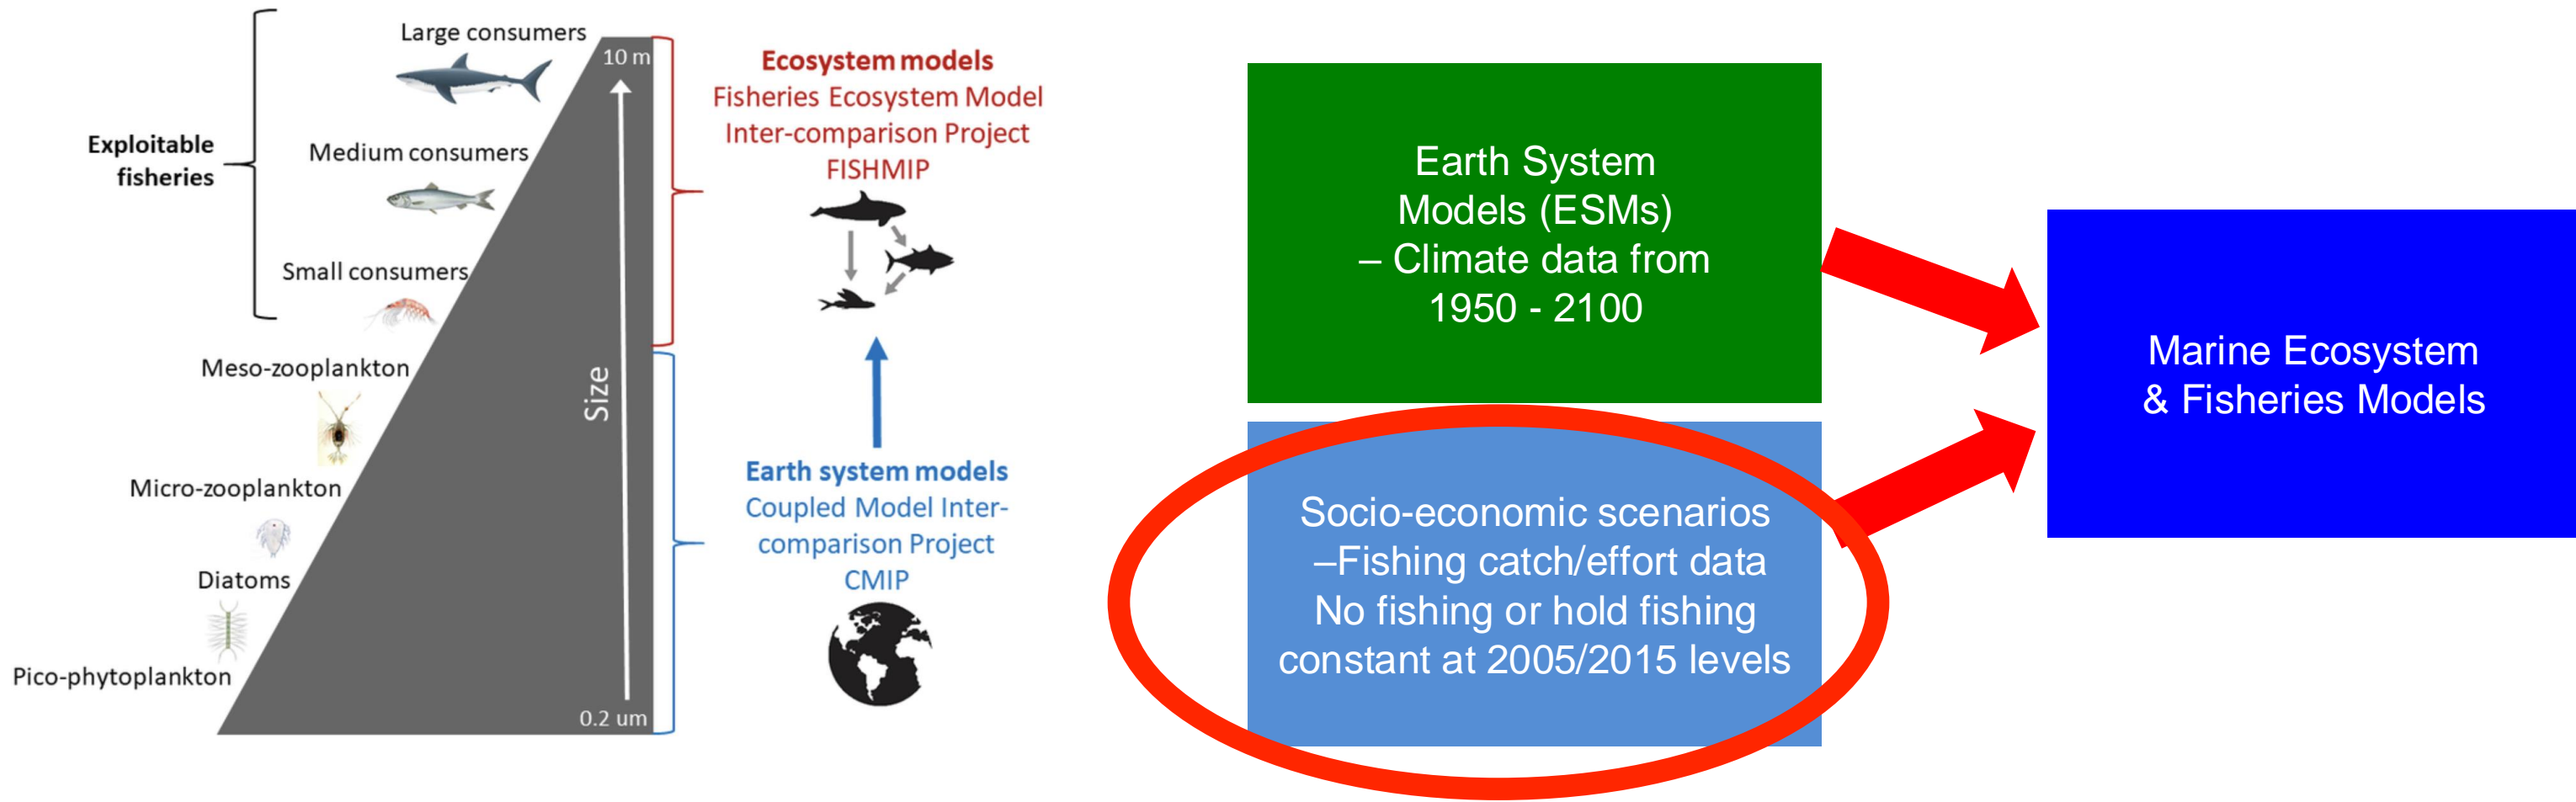 Large consumers
10 m
Exploitable
fisheries
Medium consumers
Small consumers
Meso-zooplankton
Size
Micro-zooplankton
Diatoms
Pico-phytoplankton
0.2 um
Ecosystem models
Fisheries Ecosystem Model
Inter-comparison Project
FISHMIP
Earth system models
Coupled Model Inter-
comparison Project
CMIP
Earth System
Models (ESMs)
– Climate data from
1950 - 2100
Socio-economic scenarios
–Fishing catch/effort data
No fishing or hold fishing
constant at 2005/2015 levels
Marine Ecosystem
& Fisheries Models